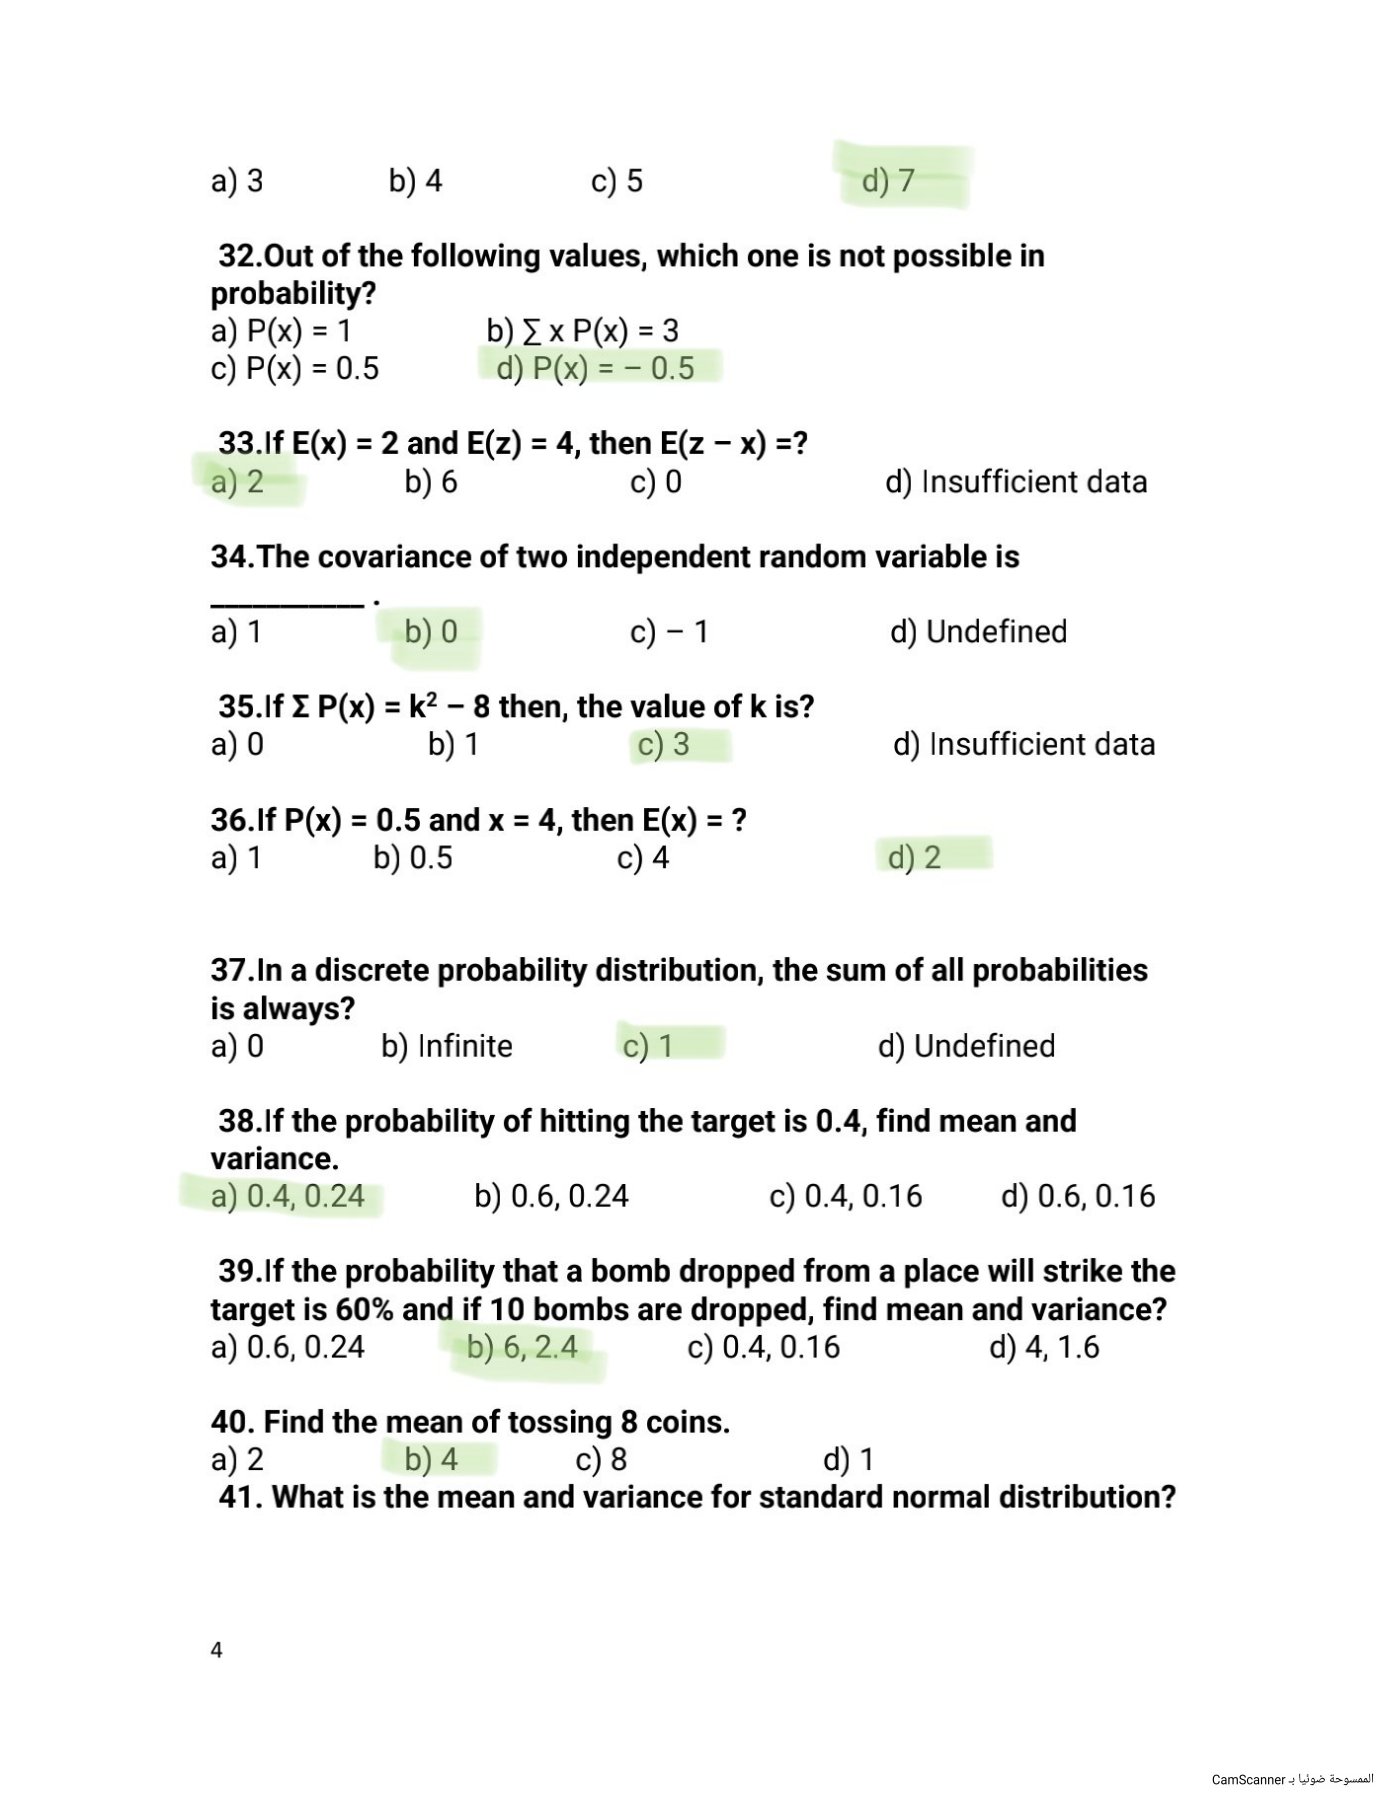 a) 3 b) 4 c) 5 d) 7
32.Out of the following values, which one is not possible in
probability?
a) P(x) = 1 b) ∑ x P(x) = 3
c) P(x) = 0.5 d) P(x) = – 0.5
33.If E(x) = 2 and E(z) = 4, then E(z – x) =?
a) 2 b) 6 c) 0 d) Insufficient data
34.The covariance of two independent random variable is
___________ .
a) 1 b) 0 c) – 1 d) Undefined
35.If Σ P(x) = k² – 8 then, the value of k is?
a) 0 b) 1 c) 3 d) Insufficient data
36.If P(x) = 0.5 and x = 4, then E(x) = ?
a) 1 b) 0.5 c) 4 d) 2
37.In a discrete probability distribution, the sum of all probabilities
is always?
a) 0 b) Infinite c) 1 d) Undefined
38.If the probability of hitting the target is 0.4, find mean and
variance.
a) 0.4, 0.24 b) 0.6, 0.24 c) 0.4, 0.16 d) 0.6, 0.16
39.If the probability that a bomb dropped from a place will strike the
target is 60% and if 10 bombs are dropped, find mean and variance?
a) 0.6, 0.24 b) 6, 2.4 c) 0.4, 0.16 d) 4, 1.6
40. Find the mean of tossing 8 coins.
a) 2 b) 4 c) 8 d) 1
41. What is the mean and variance for standard normal distribution?
4
الممسوحة ضوئيا بـ CamScanner